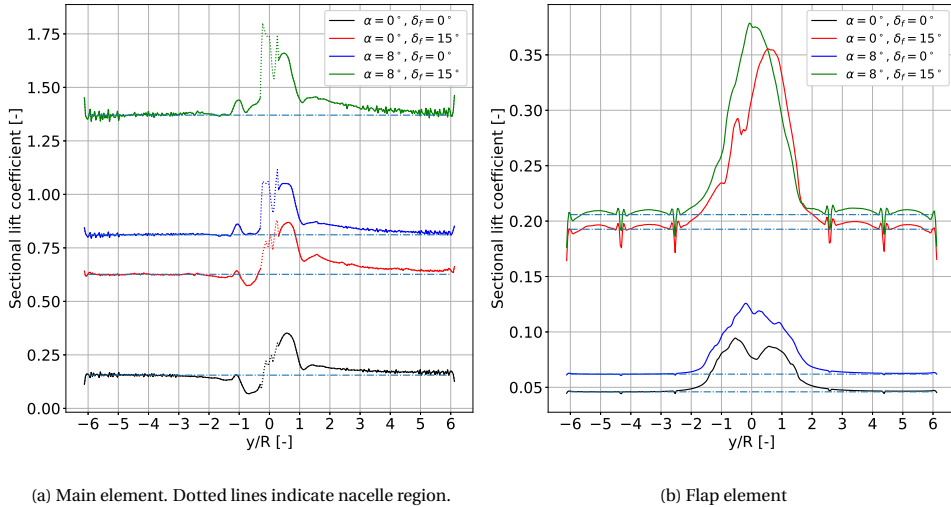 Sectional lift coefficient [-]
1.75
1.50
1.25
1.00
0.75
0.50
0.25
0.00
−6 −5 −4 −3 −2 −1 0 1 2 3 4 5 6
y/R [-]
α = 0°, δf = 0°
α = 0°, δf = 15°
α = 8°, δf = 0°
α = 8°, δf = 15°
(a) Main element. Dotted lines indicate nacelle region.
Sectional lift coefficient [-]
0.35
0.30
0.25
0.20
0.15
0.10
0.05
−6 −5 −4 −3 −2 −1 0 1 2 3 4 5 6
y/R [-]
α = 0°, δf = 0°
α = 0°, δf = 15°
α = 8°, δf = 0°
α = 8°, δf = 15°
(b) Flap element